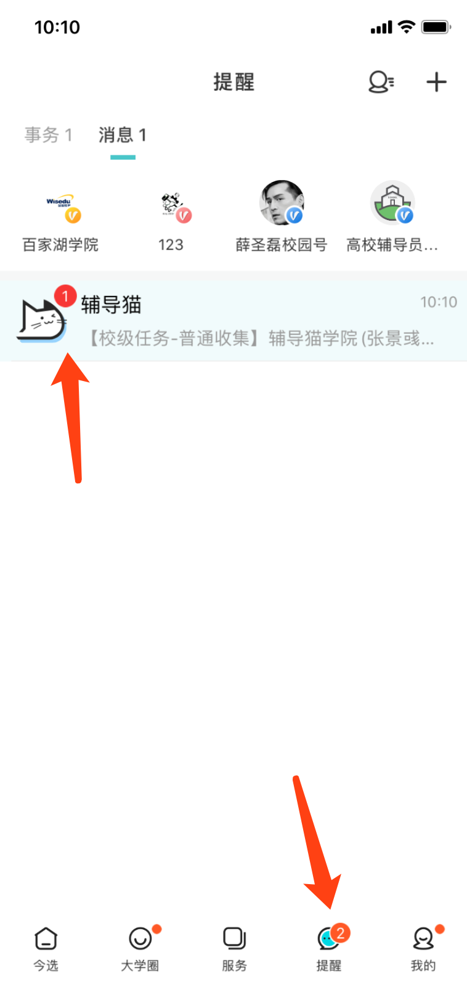 10:10
提醒
事务 1
消息 1
Wisedu
百家湖学院
123
薛圣磊校园号
高校辅导员...
1
辅导猫
10:10
【校级任务-普通收集】辅导猫学院 (张景彧...
2
今选
大学圈
服务
提醒
我的